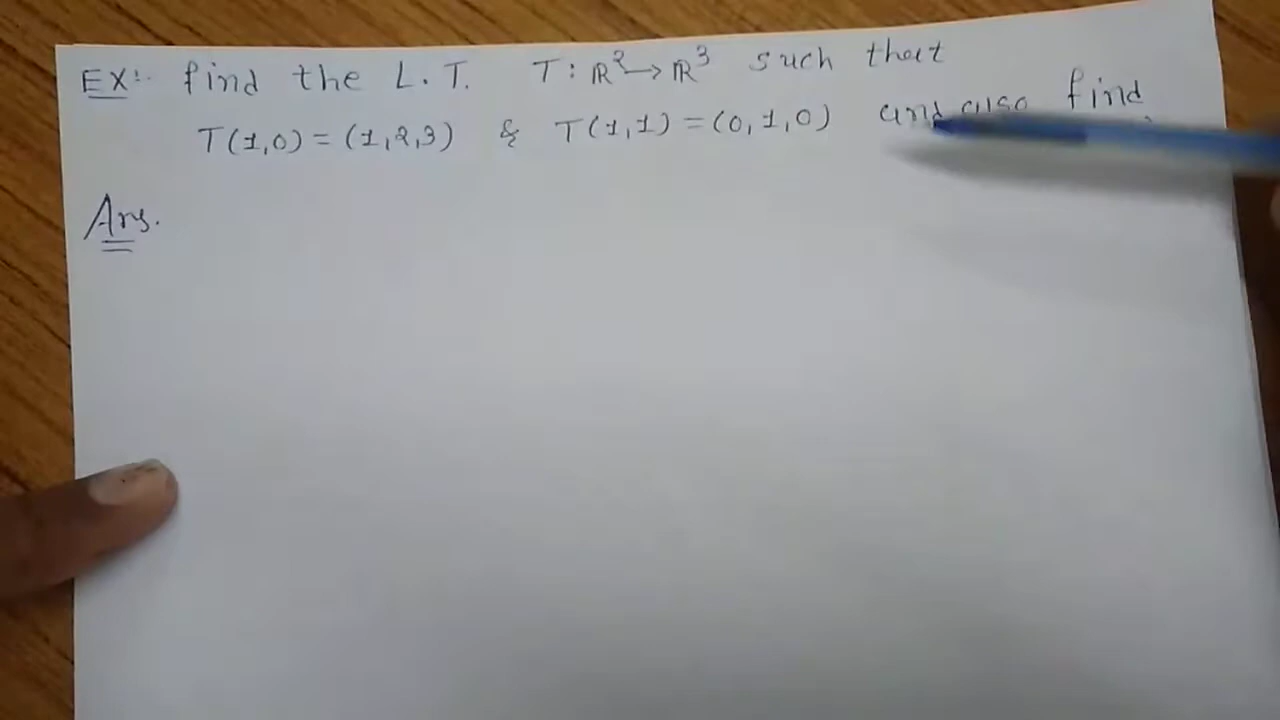 EX:- find the L.T. T: ℝ²→ℝ³ such that
T(1,0) = (1,2,3) & T(1,1) = (0,1,0) and also find
Ans.